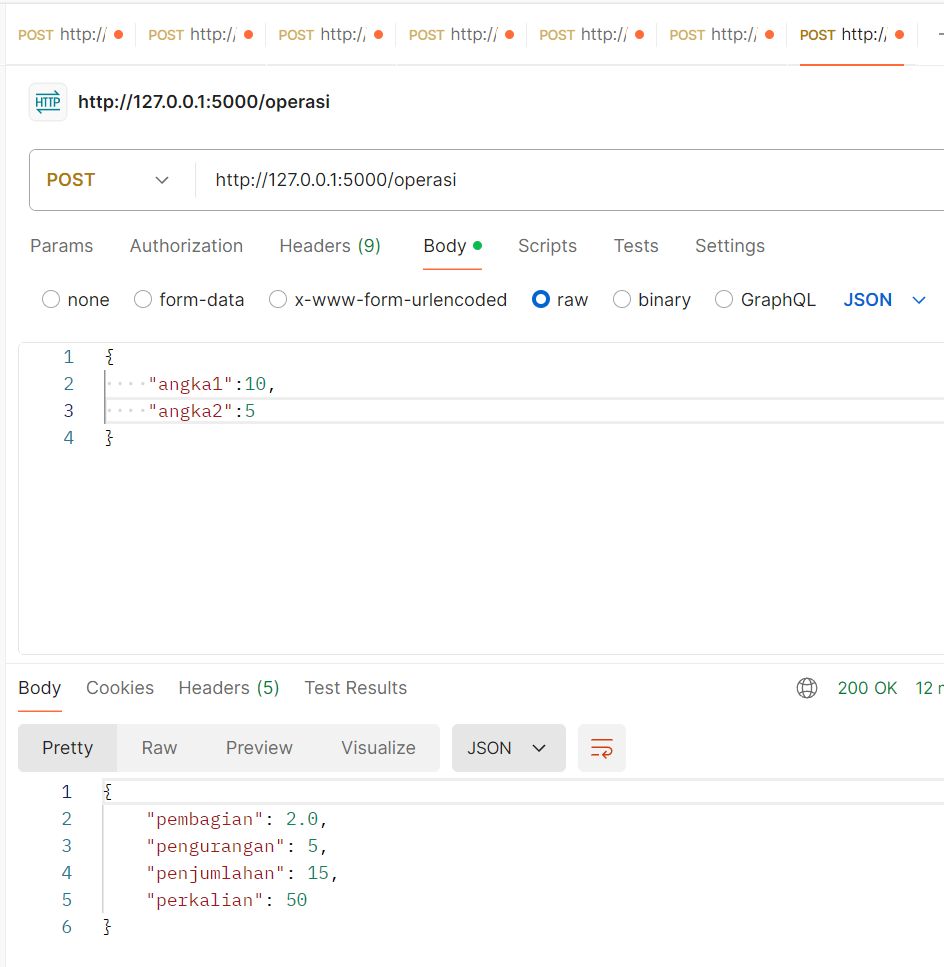 POST http:// POST http:/ POST http:/ POST http:// POST http:/ POST http:/ POST http:/
HTTP http://127.0.0.1:5000/operasi
POST http://127.0.0.1:5000/operasi
Params Authorization Headers (9) Body Scripts Tests Settings
none form-data x-www-form-urlencoded raw binary GraphQL JSON
1 {
2 "angka1":10,
3 "angka2":5
4 }
Body Cookies Headers (5) Test Results 200 OK 12
Pretty Raw Preview Visualize JSON
1 {
2 "pembagian": 2.0,
3 "pengurangan": 5,
4 "penjumlahan": 15,
5 "perkalian": 50
6 }